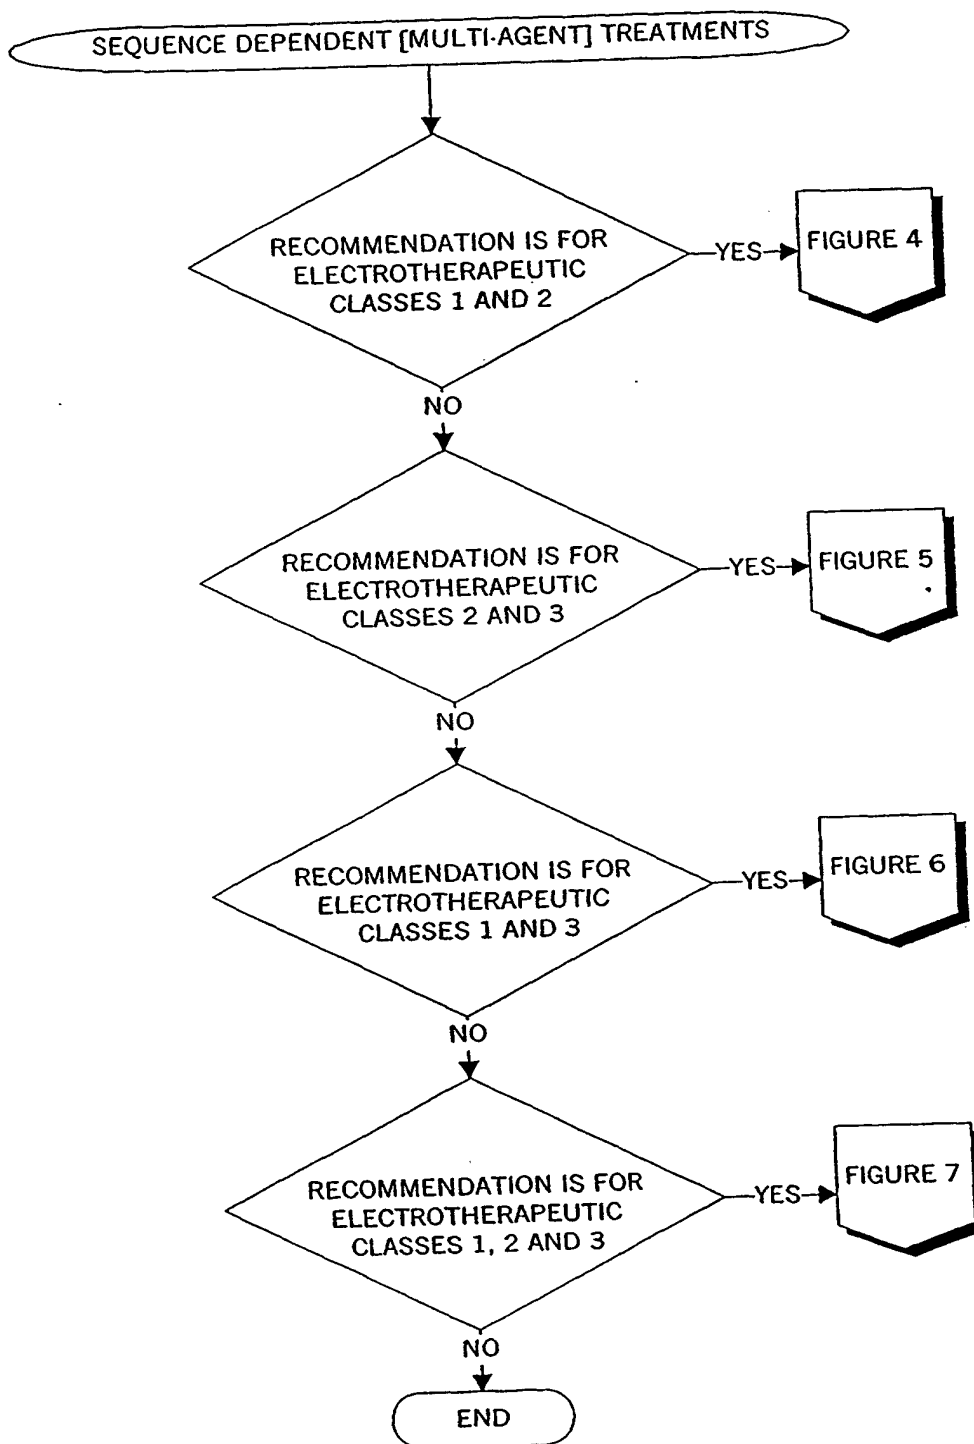 SEQUENCE DEPENDENT [MULTI-AGENT] TREATMENTS
RECOMMENDATION IS FOR
ELECTROTHERAPEUTIC
CLASSES 1 AND 2
YES
FIGURE 4
NO
RECOMMENDATION IS FOR
ELECTROTHERAPEUTIC
CLASSES 2 AND 3
YES
FIGURE 5
NO
RECOMMENDATION IS FOR
ELECTROTHERAPEUTIC
CLASSES 1 AND 3
YES
FIGURE 6
NO
RECOMMENDATION IS FOR
ELECTROTHERAPEUTIC
CLASSES 1, 2 AND 3
YES
FIGURE 7
NO
END